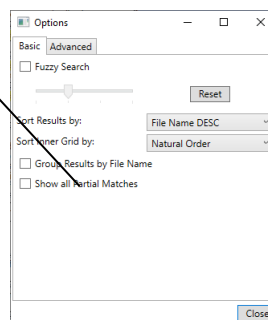 Options
Basic Advanced
Fuzzy Search
Reset
Sort Results by: File Name DESC
Sort Inner Grid by: Natural Order
Group Results by File Name
Show all Partial Matches
Close